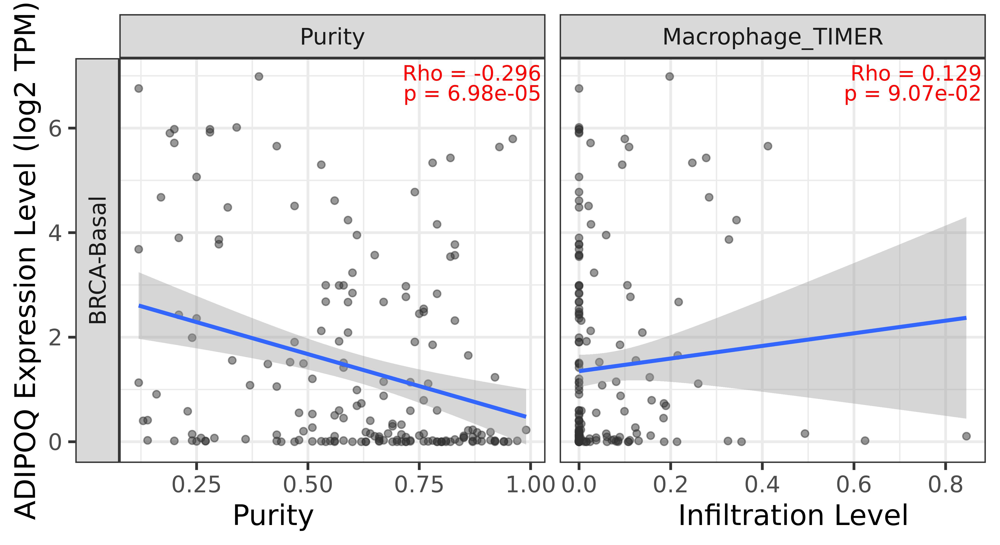 ADIPOQ Expression Level (log2 TPM)
BRCA-Basal
Purity
Macrophage_TIMER
Rho = -0.296
p = 6.98e-05
Rho = 0.129
p = 9.07e-02
6
4
2
0
0.25 0.50 0.75 1.00
0.0 0.2 0.4 0.6 0.8
Purity
Infiltration Level